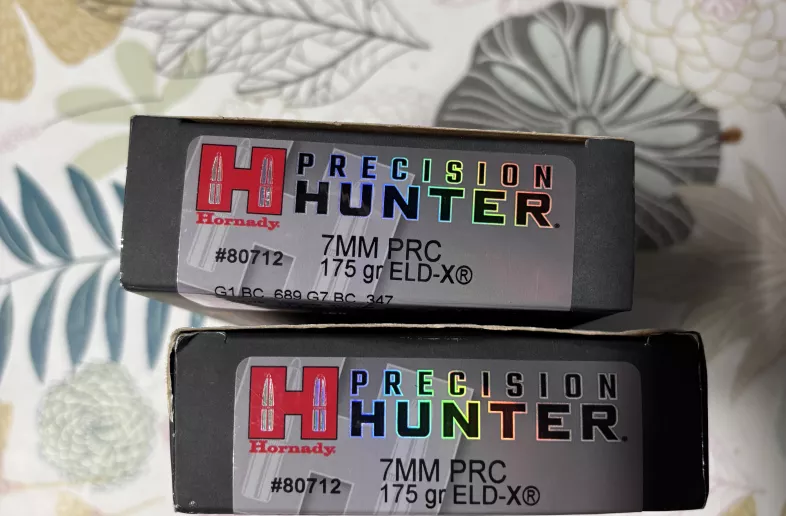 PRECISION
HUNTER®
Hornady
#80712
7MM PRC
175 gr ELD-X®
G1 BC .689 G7 BC .347
PRECISION
HUNTER®
Hornady
#80712
7MM PRC
175 gr ELD-X®